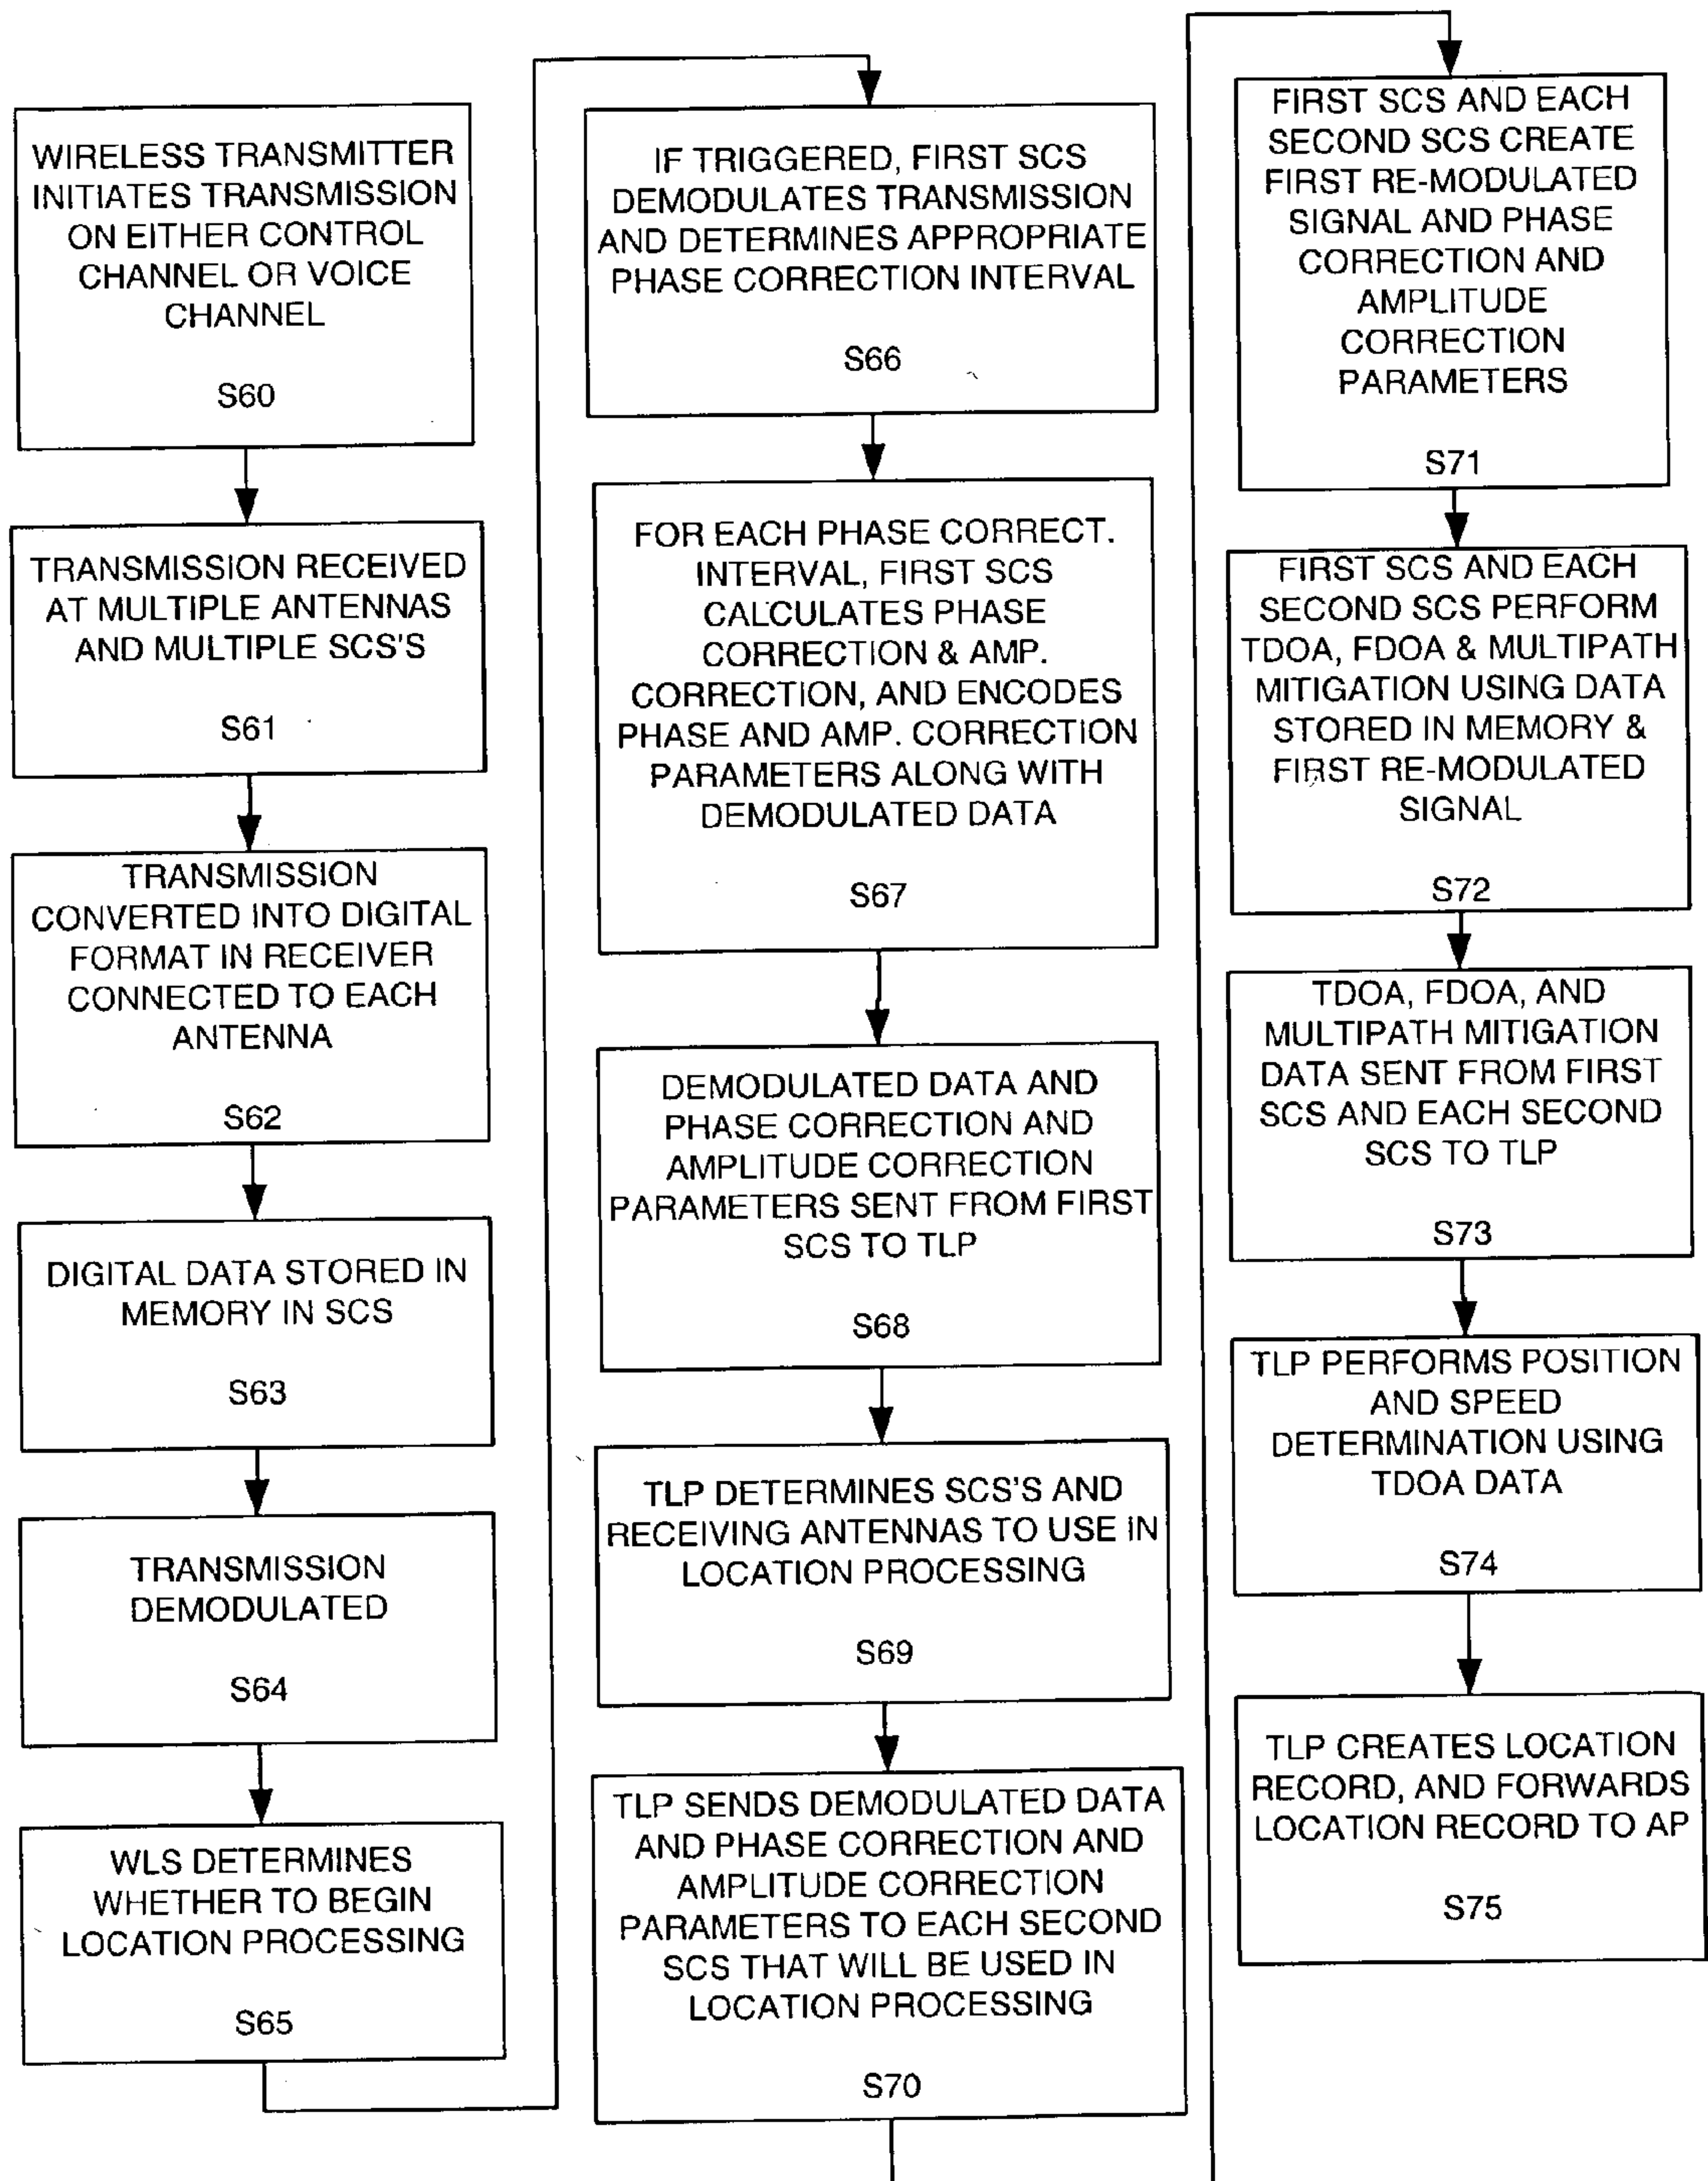 WIRELESS TRANSMITTER
INITIATES TRANSMISSION
ON EITHER CONTROL
CHANNEL OR VOICE
CHANNEL
S60
TRANSMISSION RECEIVED
AT MULTIPLE ANTENNAS
AND MULTIPLE SCS'S
S61
TRANSMISSION
CONVERTED INTO DIGITAL
FORMAT IN RECEIVER
CONNECTED TO EACH
ANTENNA
S62
DIGITAL DATA STORED IN
MEMORY IN SCS
S63
TRANSMISSION
DEMODULATED
S64
WLS DETERMINES
WHETHER TO BEGIN
LOCATION PROCESSING
S65
IF TRIGGERED, FIRST SCS
DEMODULATES TRANSMISSION
AND DETERMINES APPROPRIATE
PHASE CORRECTION INTERVAL
S66
FOR EACH PHASE CORRECT.
INTERVAL, FIRST SCS
CALCULATES PHASE
CORRECTION & AMP.
CORRECTION, AND ENCODES
PHASE AND AMP. CORRECTION
PARAMETERS ALONG WITH
DEMODULATED DATA
S67
DEMODULATED DATA AND
PHASE CORRECTION AND
AMPLITUDE CORRECTION
PARAMETERS SENT FROM FIRST
SCS TO TLP
S68
TLP DETERMINES SCS'S AND
RECEIVING ANTENNAS TO USE IN
LOCATION PROCESSING
S69
TLP SENDS DEMODULATED DATA
AND PHASE CORRECTION AND
AMPLITUDE CORRECTION
PARAMETERS TO EACH SECOND
SCS THAT WILL BE USED IN
LOCATION PROCESSING
S70
FIRST SCS AND EACH
SECOND SCS CREATE
FIRST RE-MODULATED
SIGNAL AND PHASE
CORRECTION AND
AMPLITUDE
CORRECTION
PARAMETERS
S71
FIRST SCS AND EACH
SECOND SCS PERFORM
TDOA, FDOA & MULTIPATH
MITIGATION USING DATA
STORED IN MEMORY &
FIRST RE-MODULATED
SIGNAL
S72
TDOA, FDOA, AND
MULTIPATH MITIGATION
DATA SENT FROM FIRST
SCS AND EACH SECOND
SCS TO TLP
S73
TLP PERFORMS POSITION
AND SPEED
DETERMINATION USING
TDOA DATA
S74
TLP CREATES LOCATION
RECORD, AND FORWARDS
LOCATION RECORD TO AP
S75